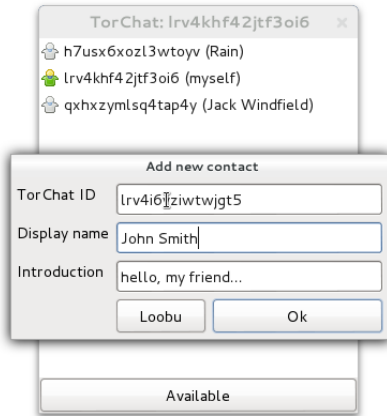 TorChat: lrv4khf42jtf3oi6
h7usx6xozl3wtoyv (Rain)
lrv4khf42jtf3oi6 (myself)
qxhxzymlsq4tap4y (Jack Windfield)
Add new contact
TorChat ID
Display name John Smith
Introduction hello, my friend...
Loobu Ok
Available